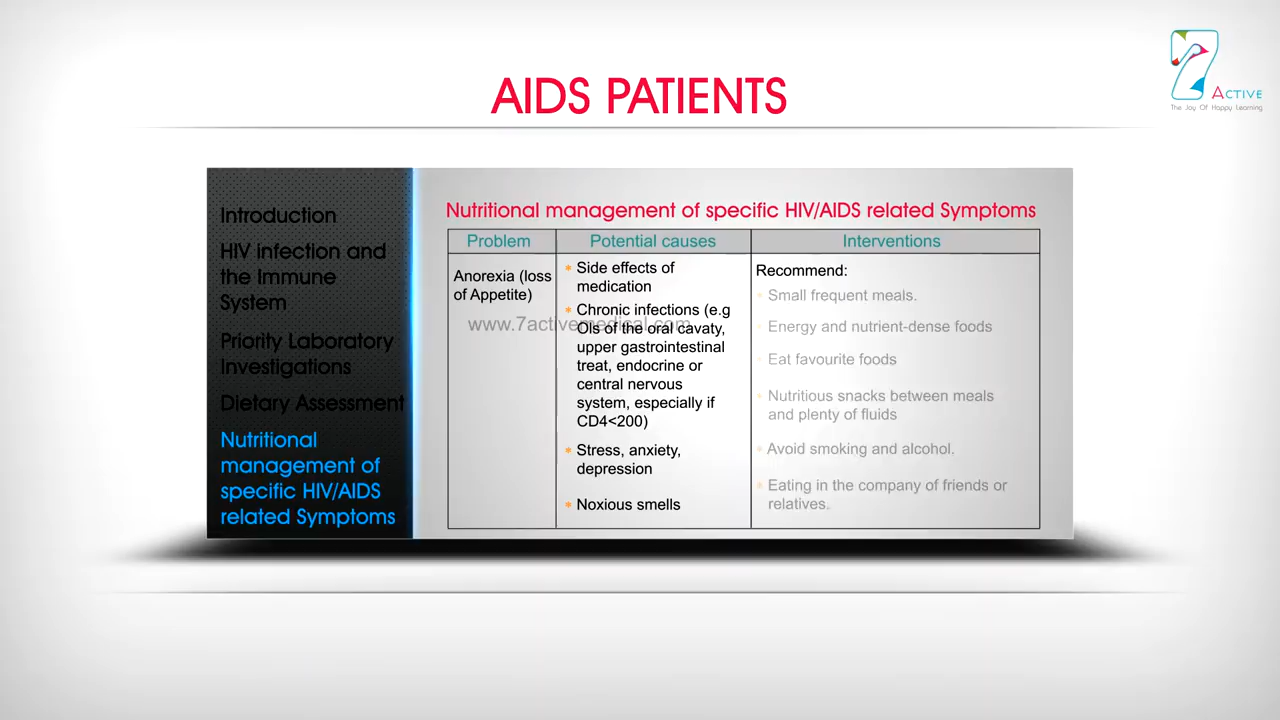 AIDS PATIENTS
7 ACTIVE
The Joy Of Happy Learning
Introduction
HIV infection and
the Immune
System
Priority Laboratory
Investigations
Dietary Assessment
Nutritional
management of
specific HIV/AIDS
related Symptoms
Nutritional management of specific HIV/AIDS related Symptoms
Problem
Potential causes
Interventions
Anorexia (loss
of Appetite)
* Side effects of
medication
* Chronic infections (e.g
OIs of the oral cavaty,
upper gastrointestinal
treat, endocrine or
central nervous
system, especially if
CD4<200)
* Stress, anxiety,
depression
* Noxious smells
Recommend:
* Small frequent meals.
* Energy and nutrient-dense foods
* Eat favourite foods
* Nutritious snacks between meals
and plenty of fluids
* Avoid smoking and alcohol.
* Eating in the company of friends or
relatives.
www.7activemedical.com